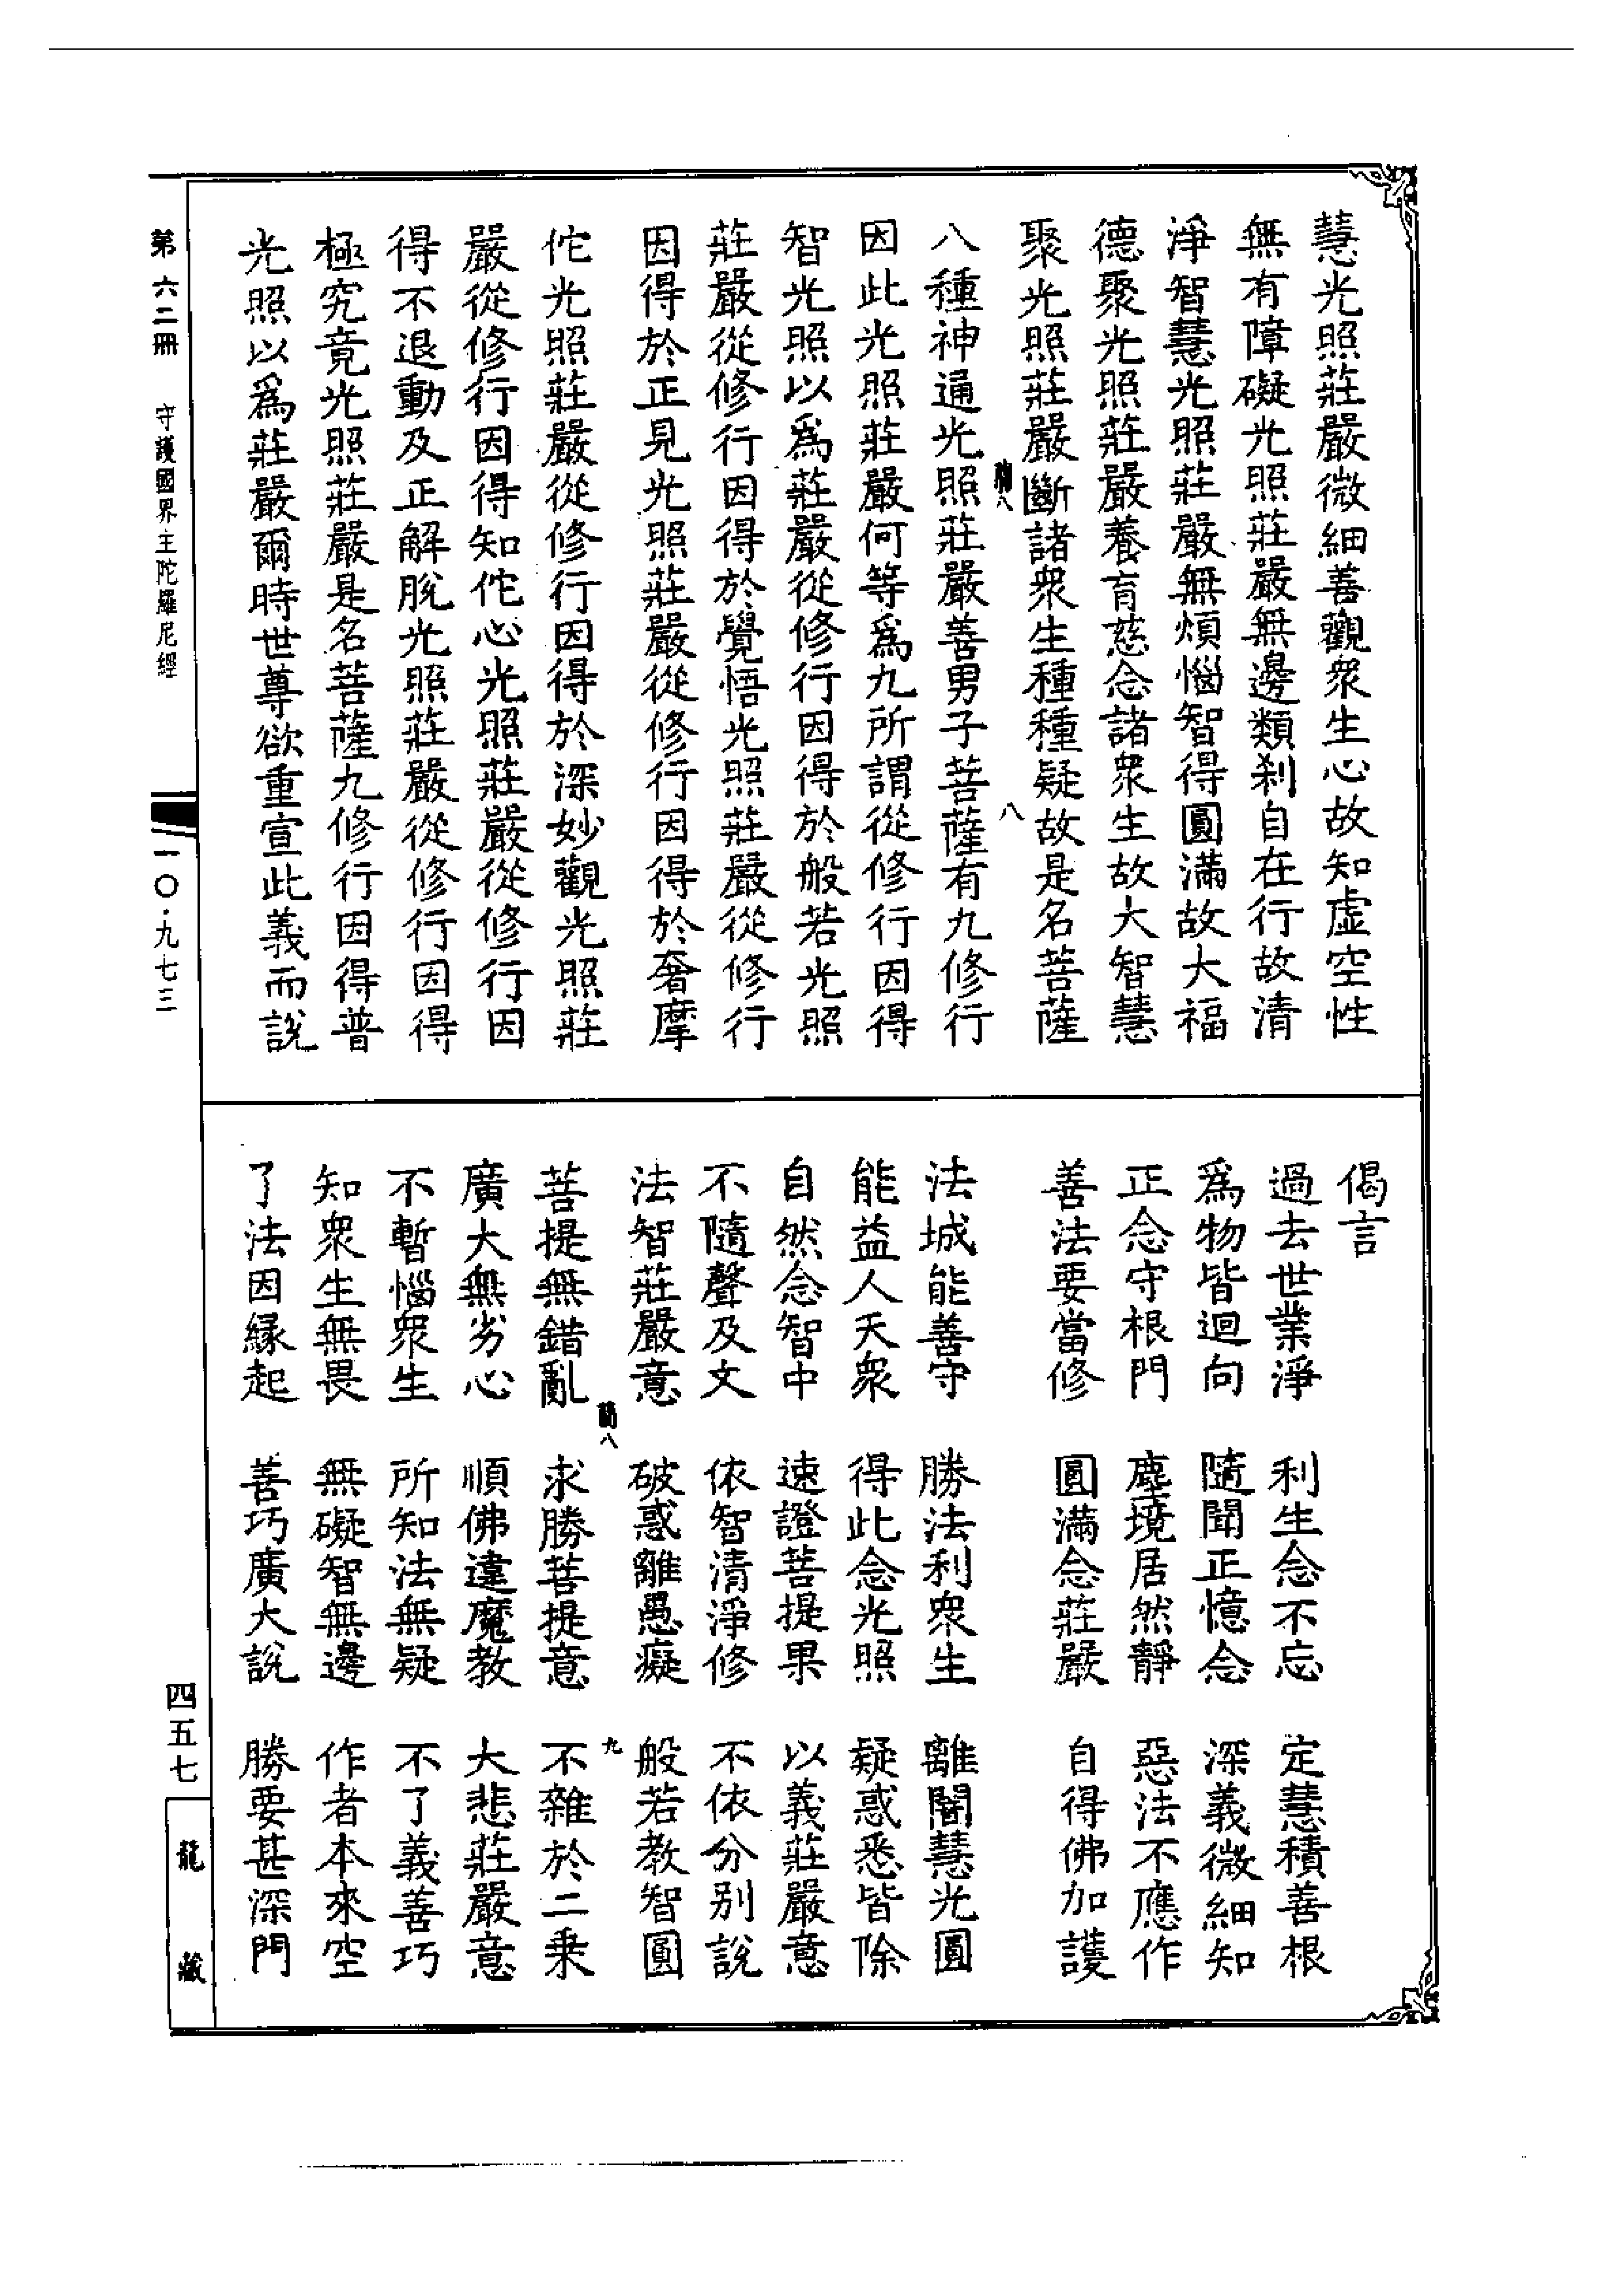 慧光照莊嚴微細善觀衆生心故知虛空性
無有障礙光照莊嚴無邊類刹自在行故清
淨智慧光照莊嚴無煩惱智得圓滿故大福
德聚光照莊嚴養育慈念諸衆生故大智慧
聚光照莊嚴斷諸衆生種種疑故是名菩薩
八
八種神通光照莊嚴善男子菩薩有九修行
因此光照莊嚴何等爲九所謂從修行因得
智光照以爲莊嚴從修行因得於般若光照
莊嚴從修行因得於覺悟光照莊嚴從修行
因得於正見光照莊嚴從修行因得於奢摩
佗光照莊嚴從修行因得於深妙觀光照莊
嚴從修行因得知佗心光照莊嚴從修行因
得不退動及正解脫光照莊嚴從修行因得
極究竟光照莊嚴是名菩薩九修行因得普
光照以爲莊嚴爾時世尊欲重宣此義而說
偈言
過去世業淨 利生念不忘 定慧積善根
爲物皆迴向 隨聞正憶念 深義微細知
正念守根門 塵境居然靜 惡法不應作
善法要當修 圓滿念莊嚴 自得佛加護
法城能善守 勝法利衆生 離闇慧光圓
能益人天衆 得此念光照 疑惑悉皆除
自然念智中 速證菩提果 以義莊嚴意
不隨聲及文 依智清淨修 不依分別說
法智莊嚴意 破惑離愚癡 般若教智圓
八 九
菩提無錯亂 求勝菩提意 不雜於二乘
廣大無劣心 順佛違魔教 大悲莊嚴意
不暫惱衆生 所知法無疑 不了義善巧
知衆生無畏 無礙智無邊 作者本來空
了法因緣起 善巧廣大說 勝要甚深門
第六二冊 守護國界主陀羅尼經
一〇·九七三
四五七
龍藏